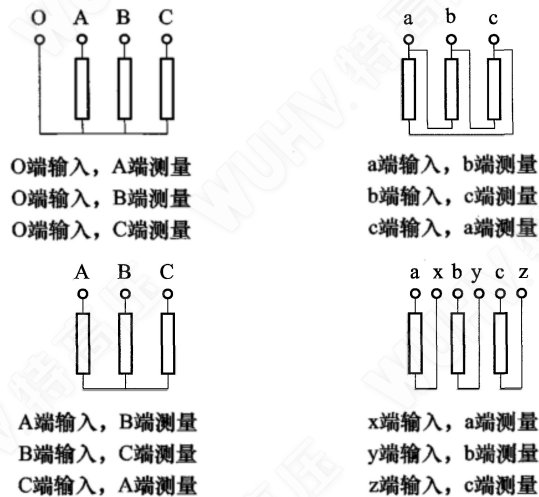 O A B C
O端输入，A端测量
O端输入，B端测量
O端输入，C端测量
a b c
a端输入，b端测量
b端输入，c端测量
c端输入，a端测量
A B C
A端输入，B端测量
B端输入，C端测量
C端输入，A端测量
a x b y c z
x端输入，a端测量
y端输入，b端测量
z端输入，c端测量
WUHV.特高压